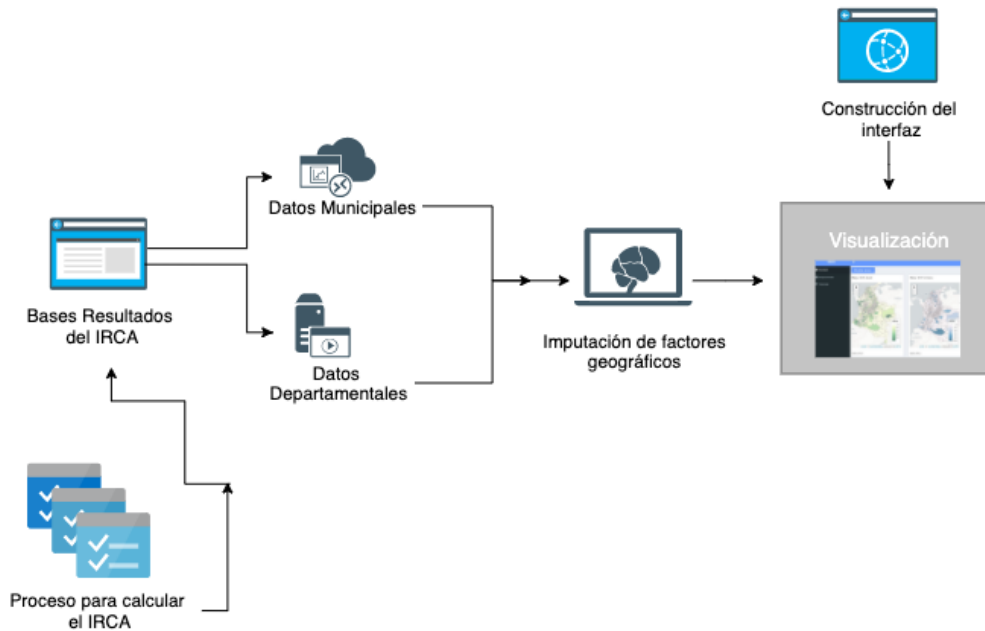 Construcción del
interfaz
Datos Municipales
Visualización
Bases Resultados
del IRCA
Imputación de factores
geográficos
Datos
Departamentales
Proceso para calcular
el IRCA